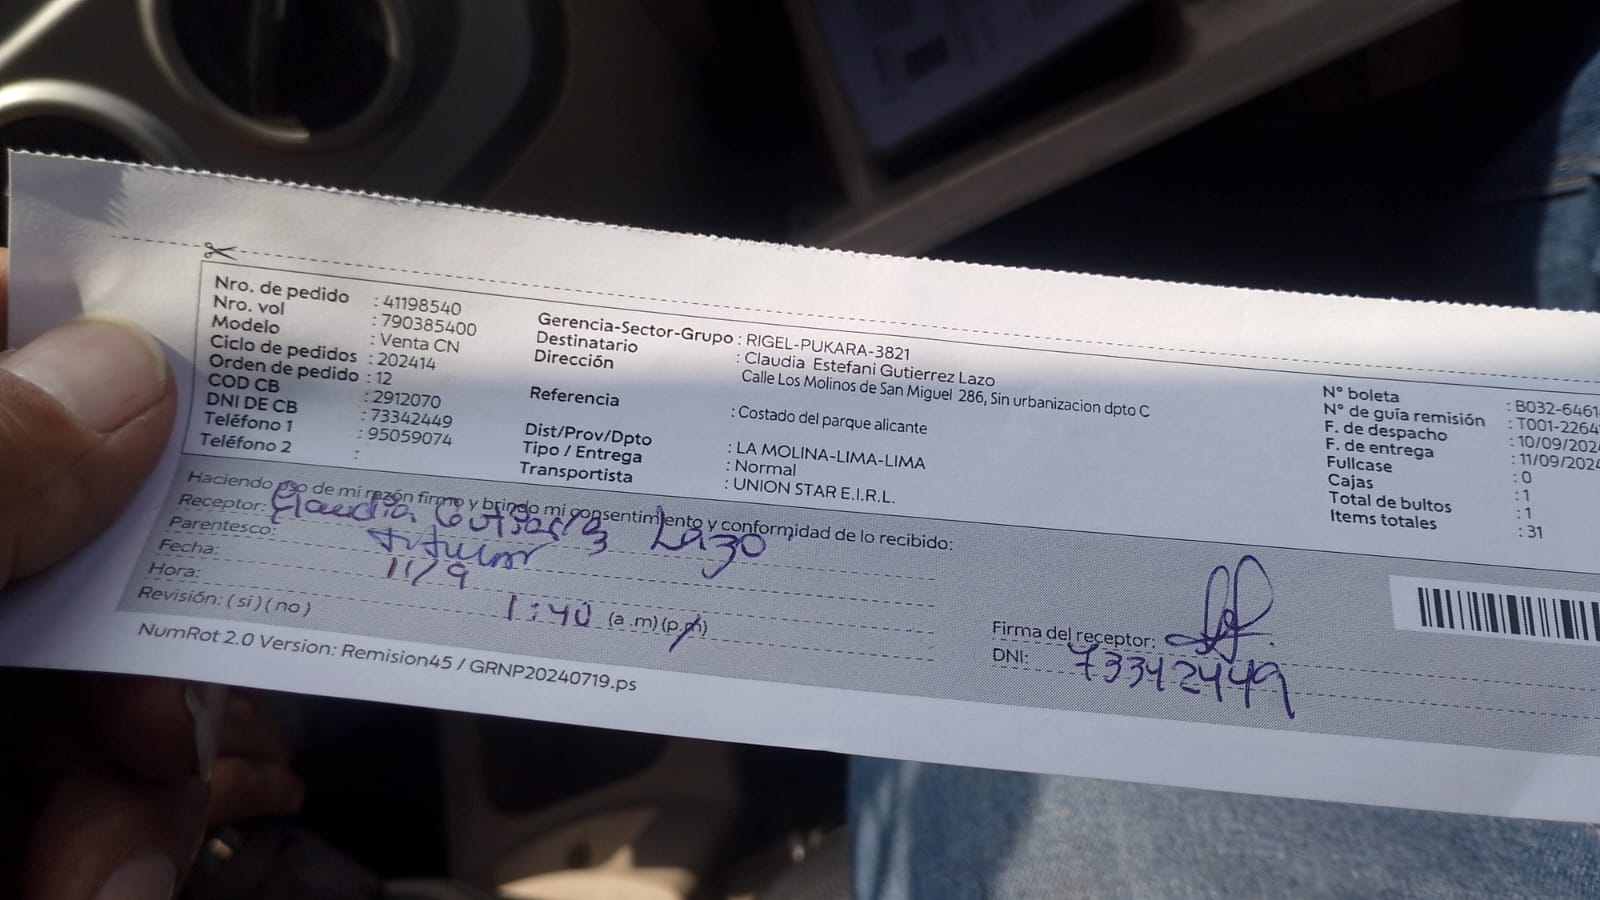 Nro. de pedido : 41198540
Nro. vol : 790385400
Modelo : Venta CN
Ciclo de pedidos : 202414
Orden de pedido : 12
COD CB : 2912070
DNI DE CB : 73342449
Teléfono 1 : 95059074
Teléfono 2 :
Gerencia-Sector-Grupo : RIGEL-PUKARA-3821
Destinatario : Claudia Estefani Gutierrez Lazo
Dirección : Calle Los Molinos de San Miguel 286, Sin urbanizacion dpto C
Referencia : Costado del parque alicante
Dist/Prov/Dpto : LA MOLINA-LIMA-LIMA
Tipo / Entrega : Normal
Transportista : UNION STAR E.I.R.L.
N° boleta : B032-6461
N° de guía remisión : T001-2264
F. de despacho : 10/09/202
F. de entrega : 11/09/202
Fullcase : 0
Cajas : 1
Total de bultos : 1
Items totales : 31
Haciendo uso de mi razón firmo y brindo mi consentimiento y conformidad de lo recibido:
Receptor: Claudia Lazo
Parentesco: titular
Fecha: 11/9
Hora: 1:40 (a.m) (p.m)
Revisión: ( si ) ( no )
Firma del receptor:
DNI: 73342449
NumRot 2.0 Version: Remision45 / GRNP20240719.ps